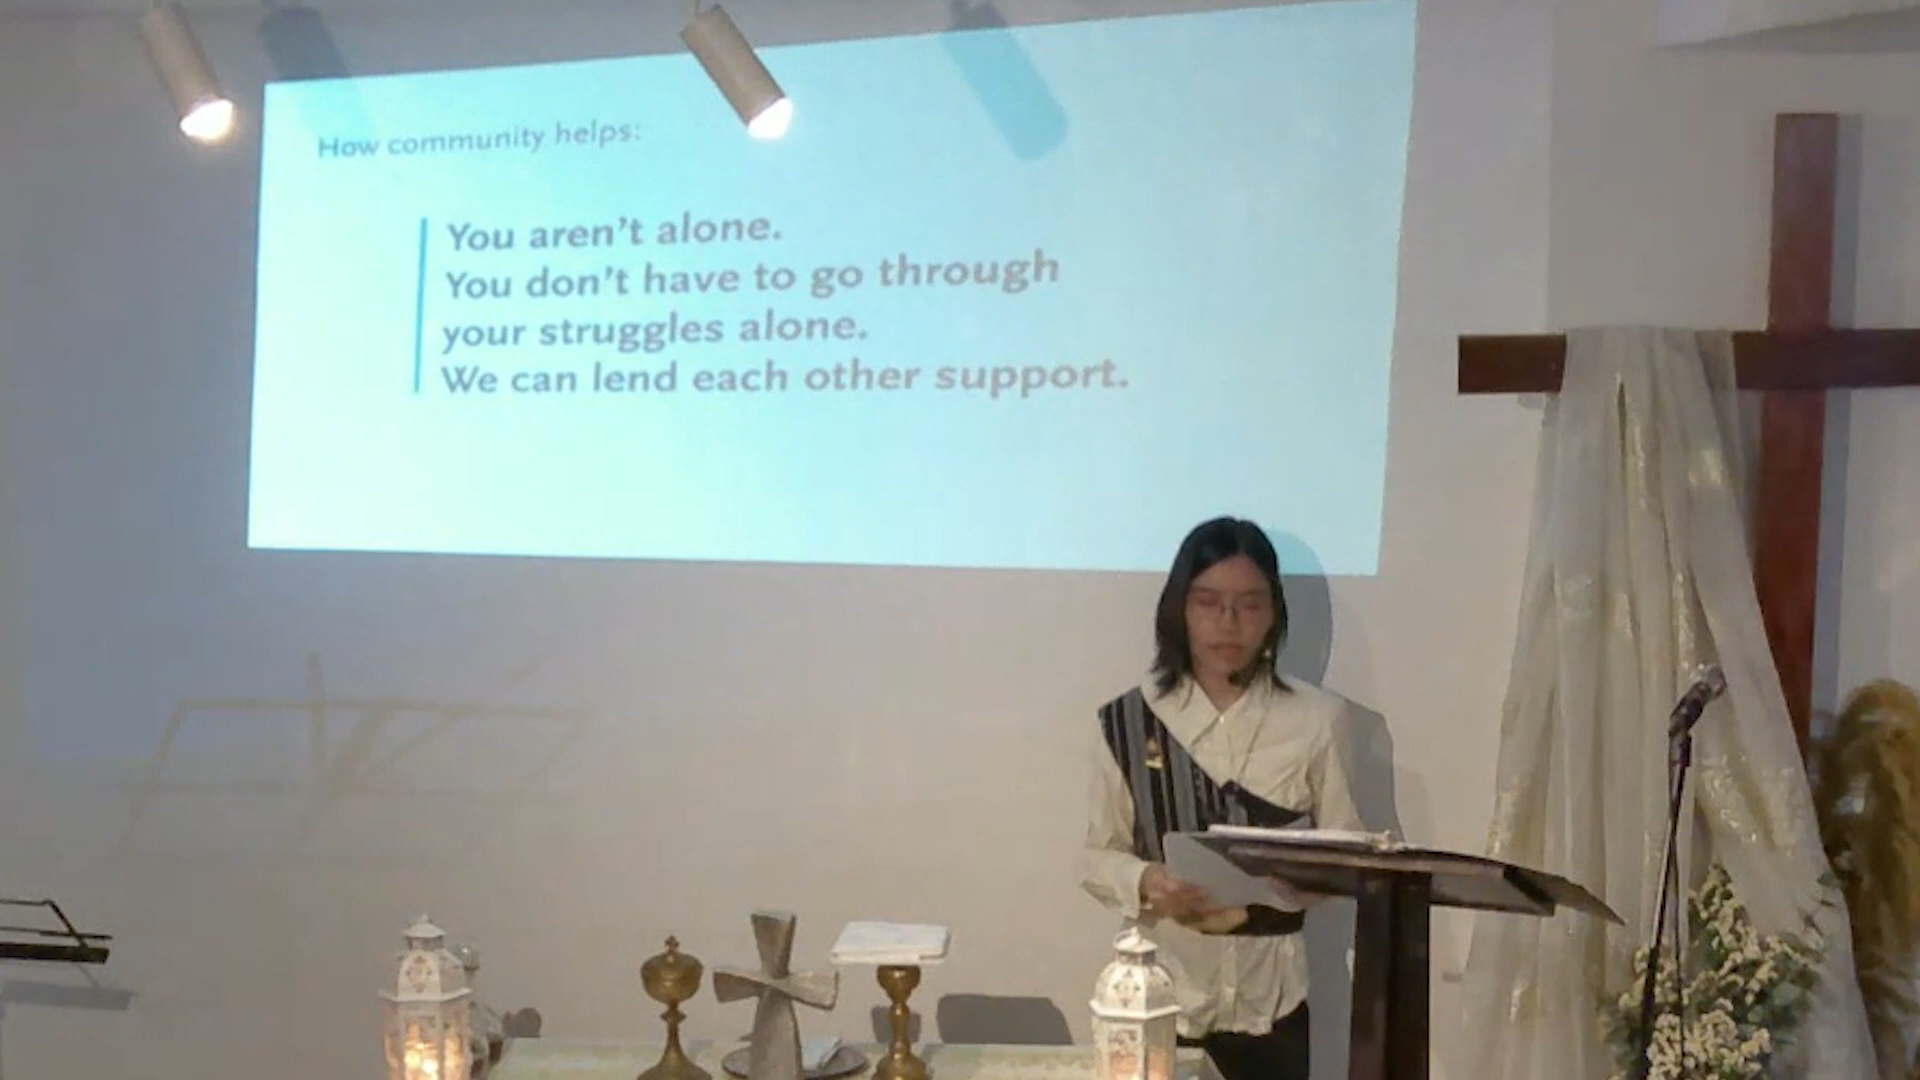 How community helps:
You aren't alone.
You don't have to go through
your struggles alone.
We can lend each other support.